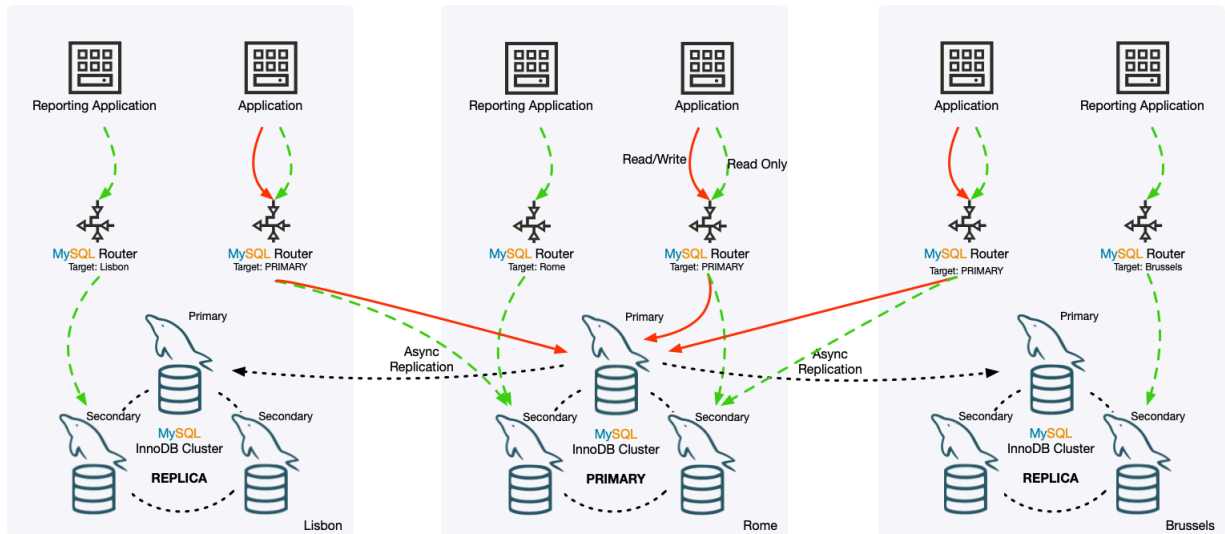 Reporting Application
Application
Reporting Application
Application
Application
Reporting Application
Read/Write
Read Only
MySQL Router
Target: Lisbon
MySQL Router
Target: PRIMARY
MySQL Router
Target: Rome
MySQL Router
Target: PRIMARY
MySQL Router
Target: PRIMARY
MySQL Router
Target: Brussels
Primary
Secondary
Secondary
MySQL
InnoDB Cluster
REPLICA
Lisbon
Async
Replication
Primary
Secondary
Secondary
MySQL
InnoDB Cluster
PRIMARY
Rome
Async
Replication
Primary
Secondary
Secondary
MySQL
InnoDB Cluster
REPLICA
Brussels